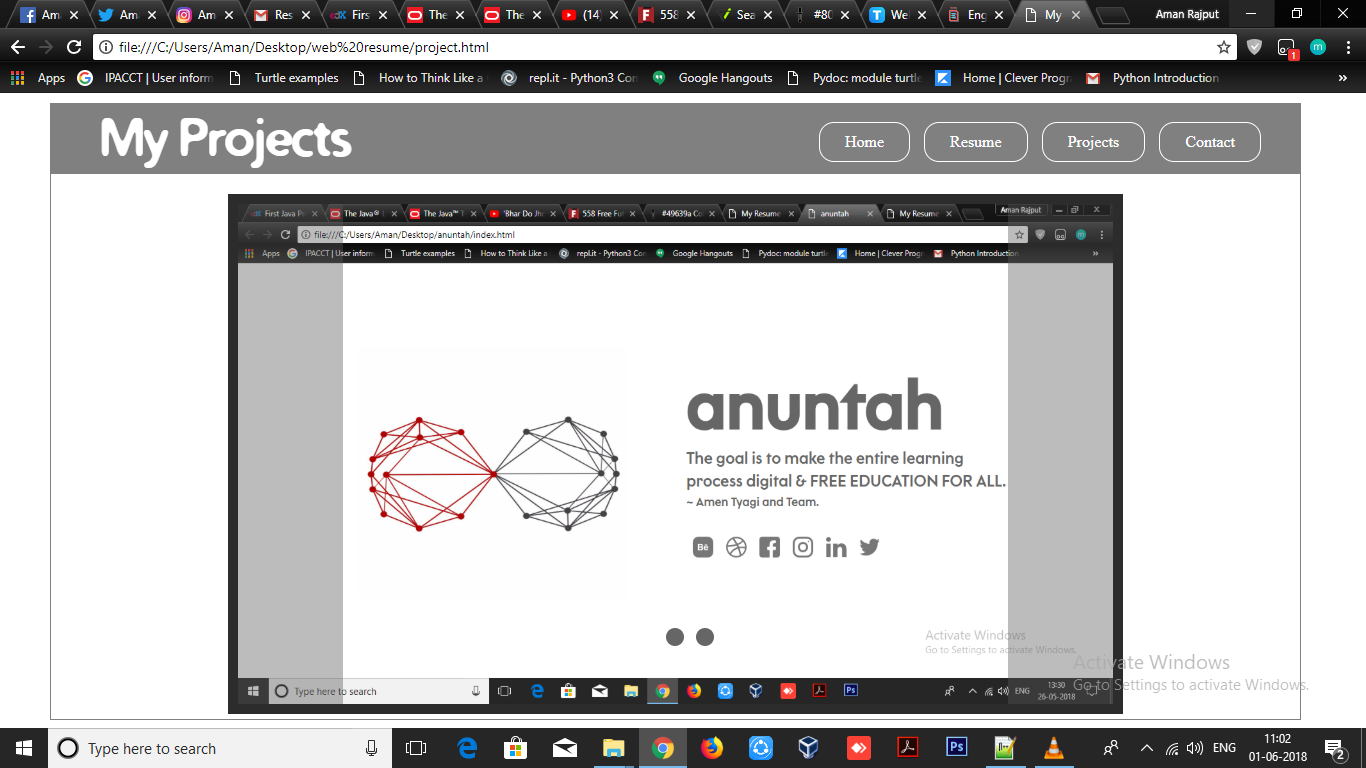 Am Am Am Res Firs The The (14) 558 Sea #80 Wel Eng My Aman Rajput
file:///C:/Users/Aman/Desktop/web%20resume/project.html
Apps IPACCT | User inform Turtle examples How to Think Like a repl.it - Python3 Con Google Hangouts Pydoc: module turtle Home | Clever Progr Python Introduction »
My Projects Home Resume Projects Contact
First Java P The Java® The Java™ T 'Bhar Do Jh 558 Free Fu #49639a Co My Resume anuntah My Resume Aman Rajput
file:///C:/Users/Aman/Desktop/anuntah/index.html
Apps IPACCT | User inform Turtle examples How to Think Like a repl.it - Python3 Con Google Hangouts Pydoc: module turtl Home | Clever Progr Python Introduction »
anuntah
The goal is to make the entire learning
process digital & FREE EDUCATION FOR ALL.
~ Amen Tyagi and Team.
Bē
Activate Windows
Go to Settings to activate Windows.
Activate Windows
Go to Settings to activate Windows.
Type here to search Ps ENG 13:30
26-05-2018
Type here to search Ps ENG 11:02
01-06-2018 2